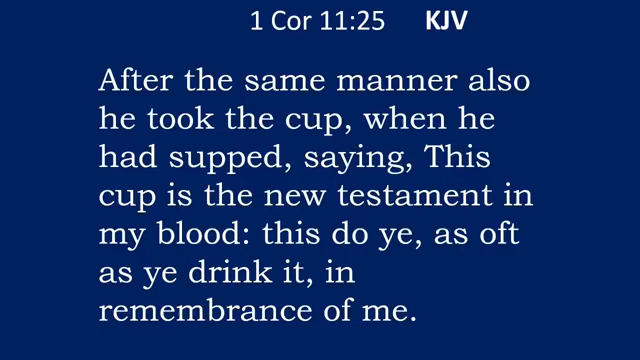 1 Cor 11:25 KJV
After the same manner also
he took the cup, when he
had supped, saying, This
cup is the new testament in
my blood: this do ye, as oft
as ye drink it, in
remembrance of me.